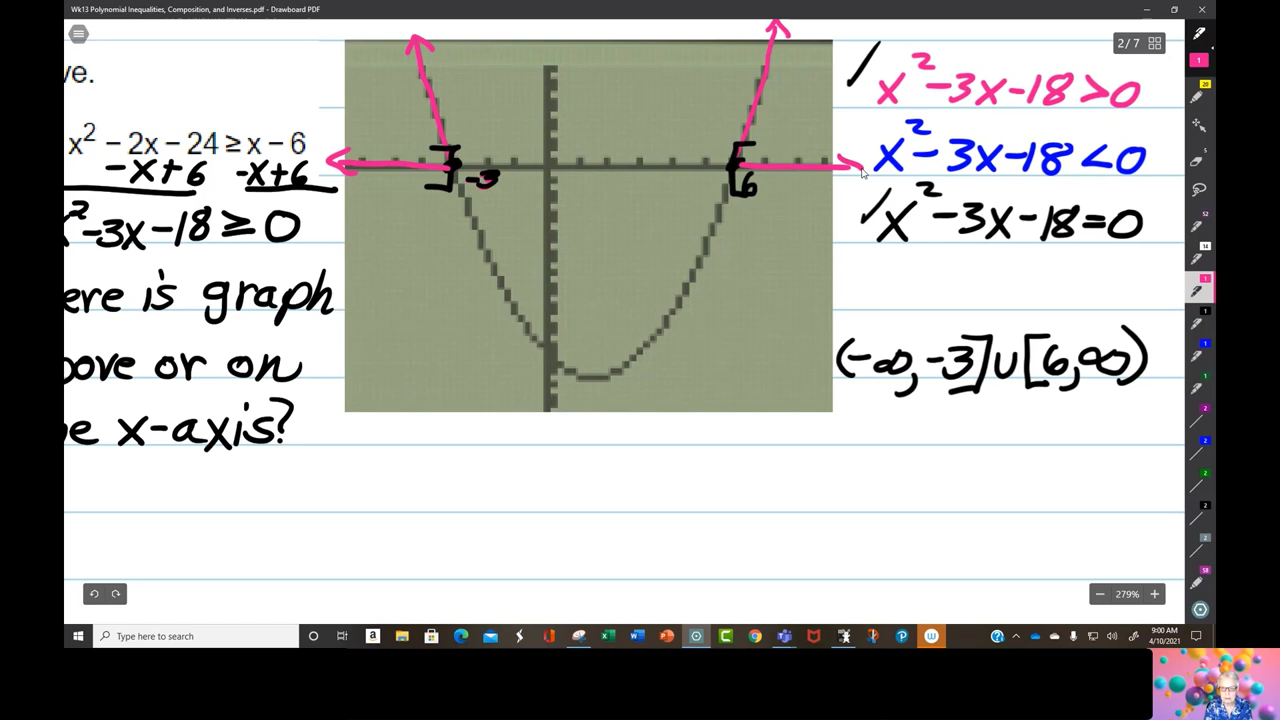 Wk13 Polynomial Inequalities, Composition, and Inverses.pdf - Drawboard PDF
2 / 7
ve.
x² - 2x - 24 ≥ x - 6
-x+6 -x+6
x²-3x-18 ≥ 0
ere is graph
ove or on
e x-axis?
-3
6
x²-3x-18>0
x²-3x-18<0
x²-3x-18=0
(-∞,-3]∪[6,∞)
279%
Type here to search
9:00 AM
4/10/2021